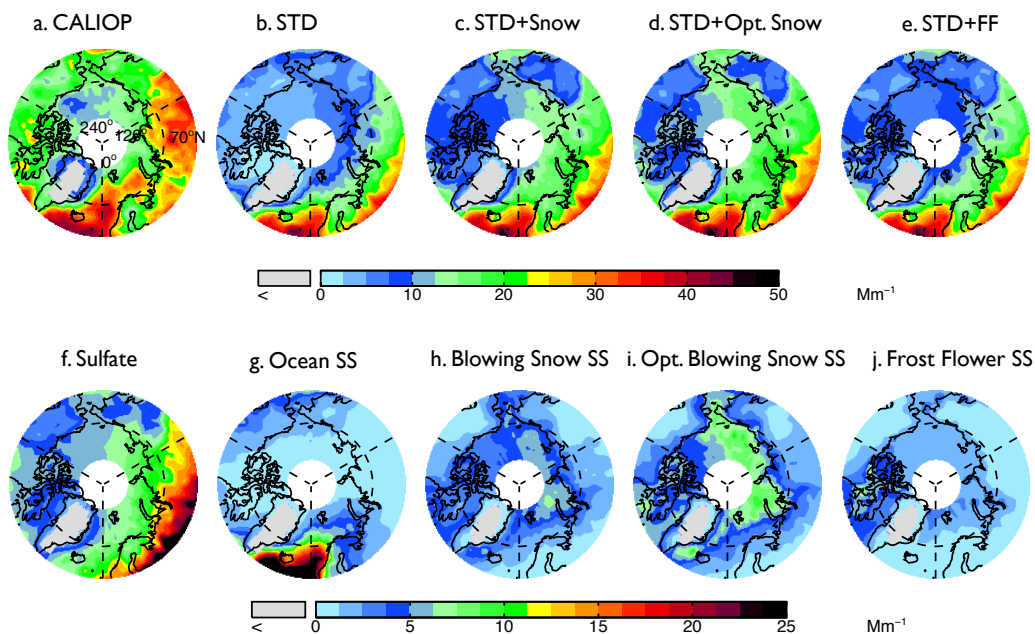 a. CALIOP b. STD c. STD+Snow d. STD+Opt. Snow e. STD+FF
240° 120° 70°N
0°
< 0 10 20 30 40 50 Mm⁻¹
f. Sulfate g. Ocean SS h. Blowing Snow SS i. Opt. Blowing Snow SS j. Frost Flower SS
< 0 5 10 15 20 25 Mm⁻¹